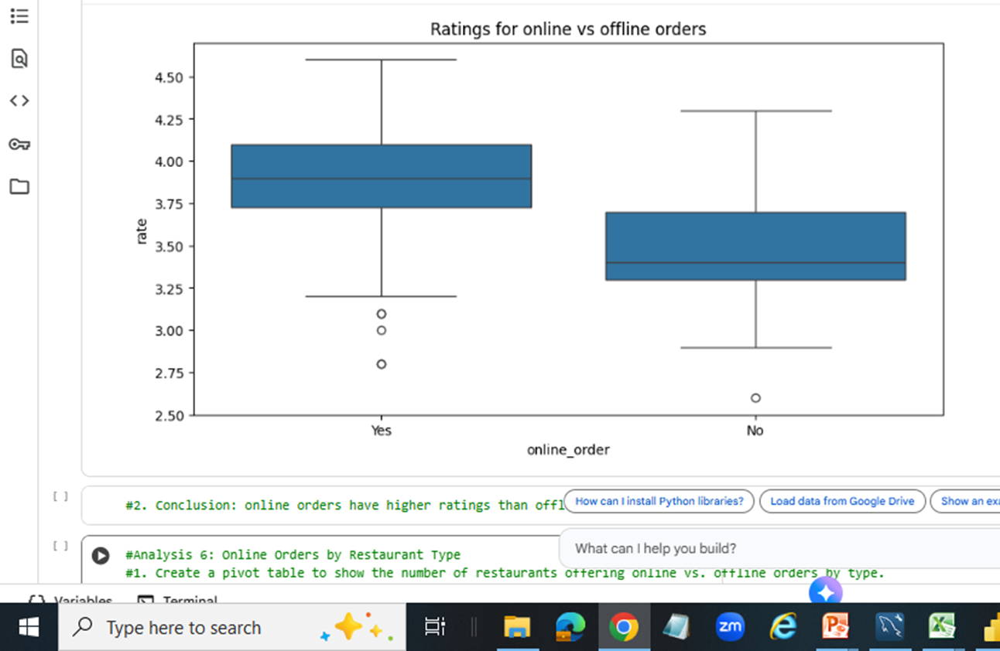 Ratings for online vs offline orders
4.50
4.25
4.00
3.75
3.50
3.25
3.00
2.75
2.50
rate
Yes No
online_order
[ ]
#2. Conclusion: online orders have higher ratings than offl
How can I install Python libraries?
Load data from Google Drive
Show an exa
[ ]
#Analysis 6: Online Orders by Restaurant Type
What can I help you build?
#1. Create a pivot table to show the number of restaurants offering online vs. offline orders by type.
Variables Terminal
Type here to search
zm